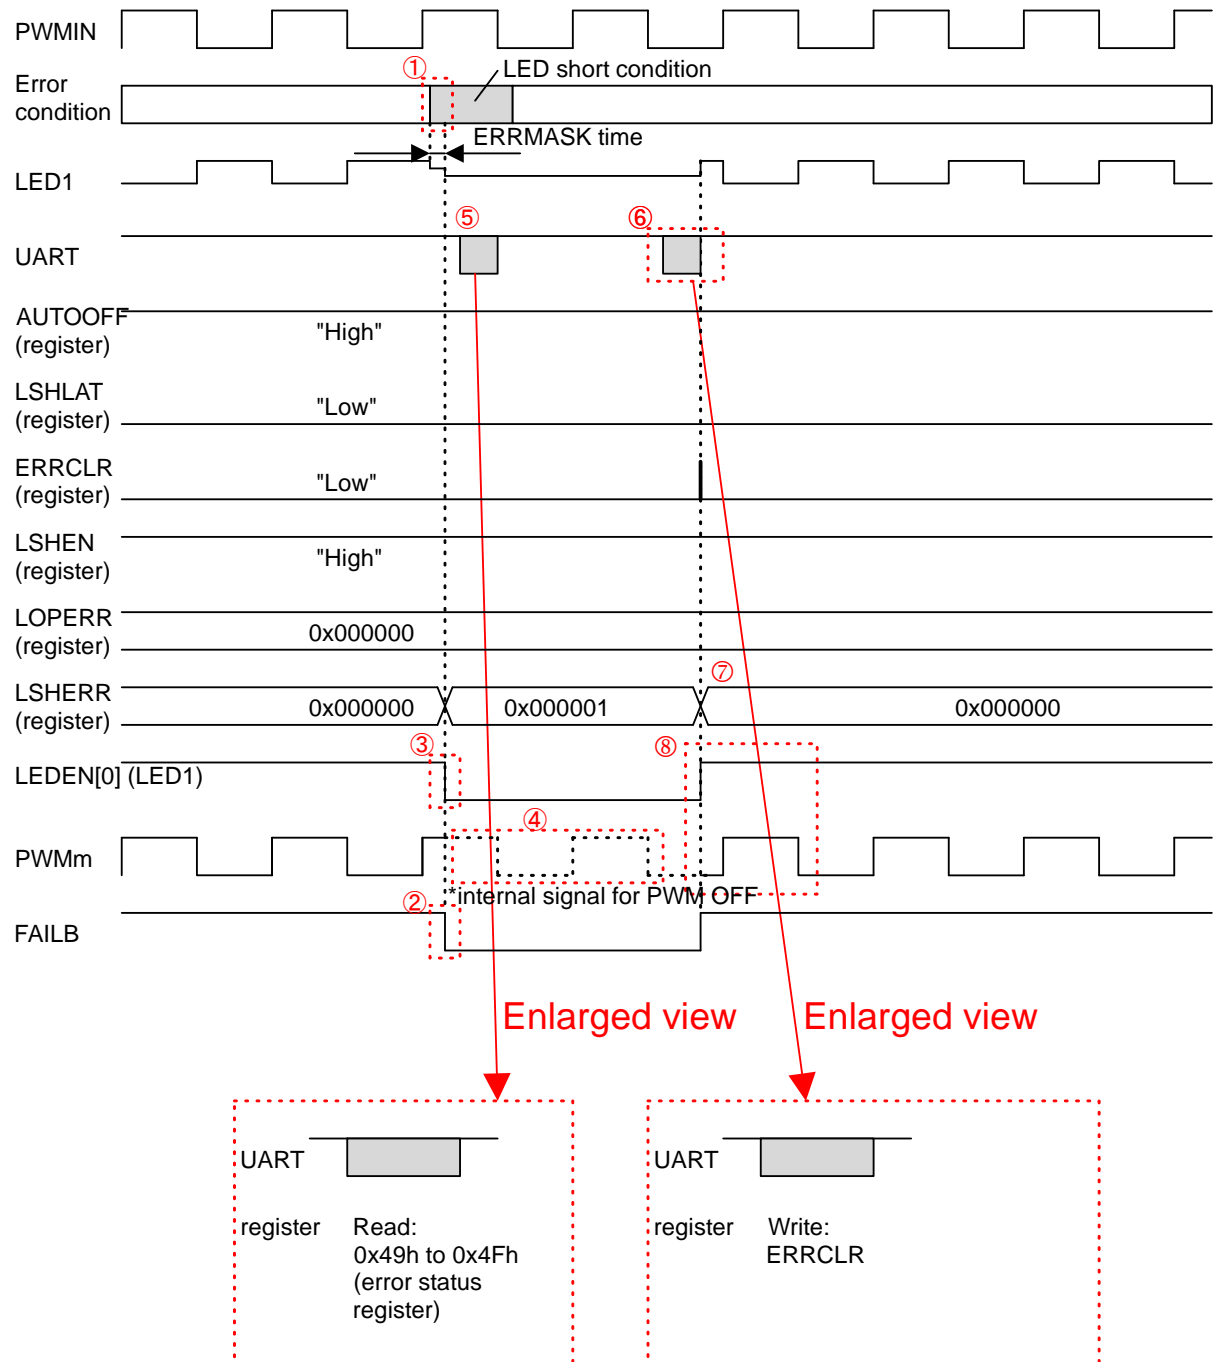 PWMIN
①
LED short condition
Error
condition
ERRMASK time
LED1
⑤
⑥
UART
AUTOOFF
(register)
"High"
LSHLAT
(register)
"Low"
ERRCLR
(register)
"Low"
LSHEN
(register)
"High"
LOPERR
(register)
0x000000
⑦
LSHERR
(register)
0x000000
0x000001
0x000000
③
⑧
LEDEN[0] (LED1)
④
PWMm
*internal signal for PWM OFF
②
FAILB
Enlarged view
Enlarged view
UART
register
Read:
0x49h to 0x4Fh
(error status
register)
UART
register
Write:
ERRCLR